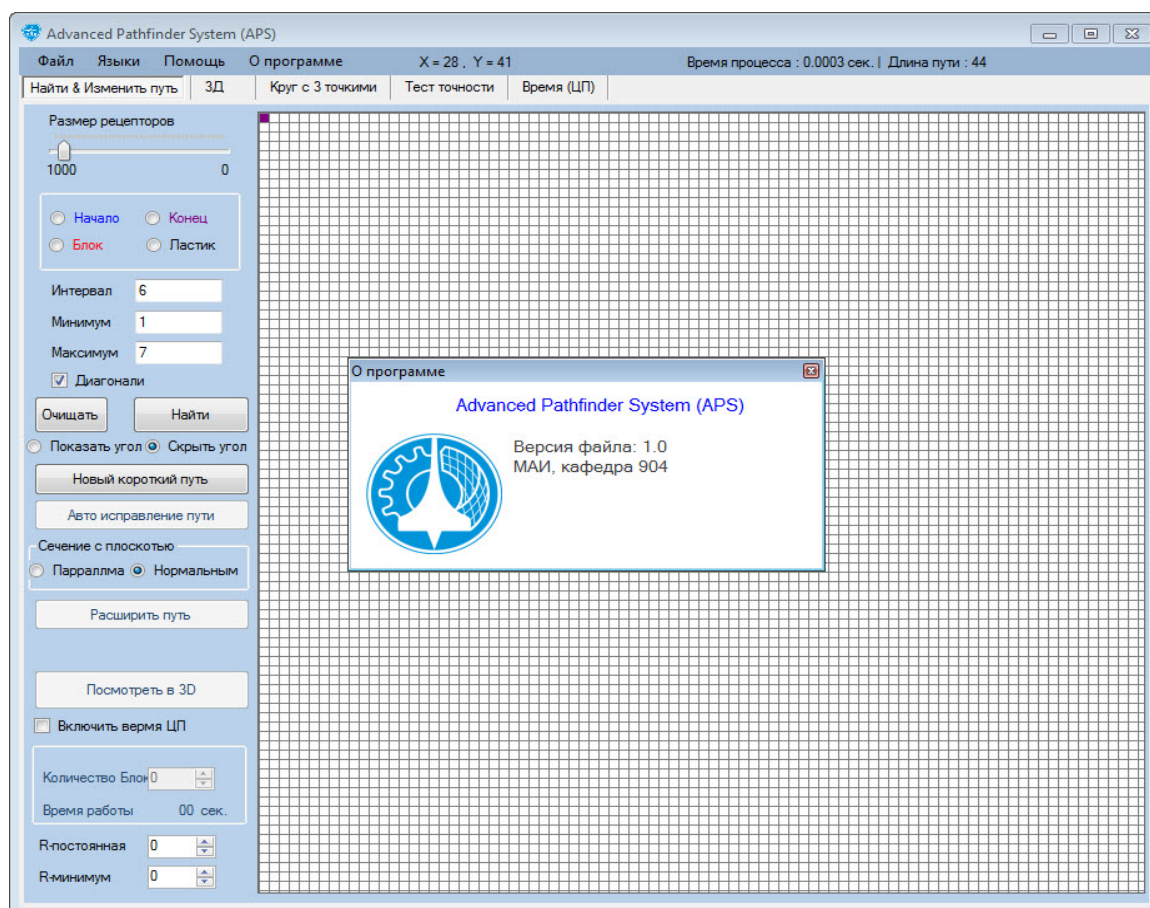 Advanced Pathfinder System (APS)
Файл Языки Помощь О программе X = 28 , Y = 41 Время процесса : 0.0003 сек. | Длина пути : 44
Найти & Изменить путь 3Д Круг с 3 точкими Тест точности Время (ЦП)
Размер рецепторов
1000 0
Начало Конец
Блок Ластик
Интервал 6
Минимум 1
Максимум 7
Диагонали
Очищать Найти
Показать угол Скрыть угол
Новый короткий путь
Авто исправление пути
Сечение с плоскотью
Парраллма Нормальным
Расширить путь
Посмотреть в 3D
Включить вермя ЦП
Количество Блок 0
Время работы 00 сек.
R-постоянная 0
R-минимум 0
О программе
Advanced Pathfinder System (APS)
Версия файла: 1.0
МАИ, кафедра 904